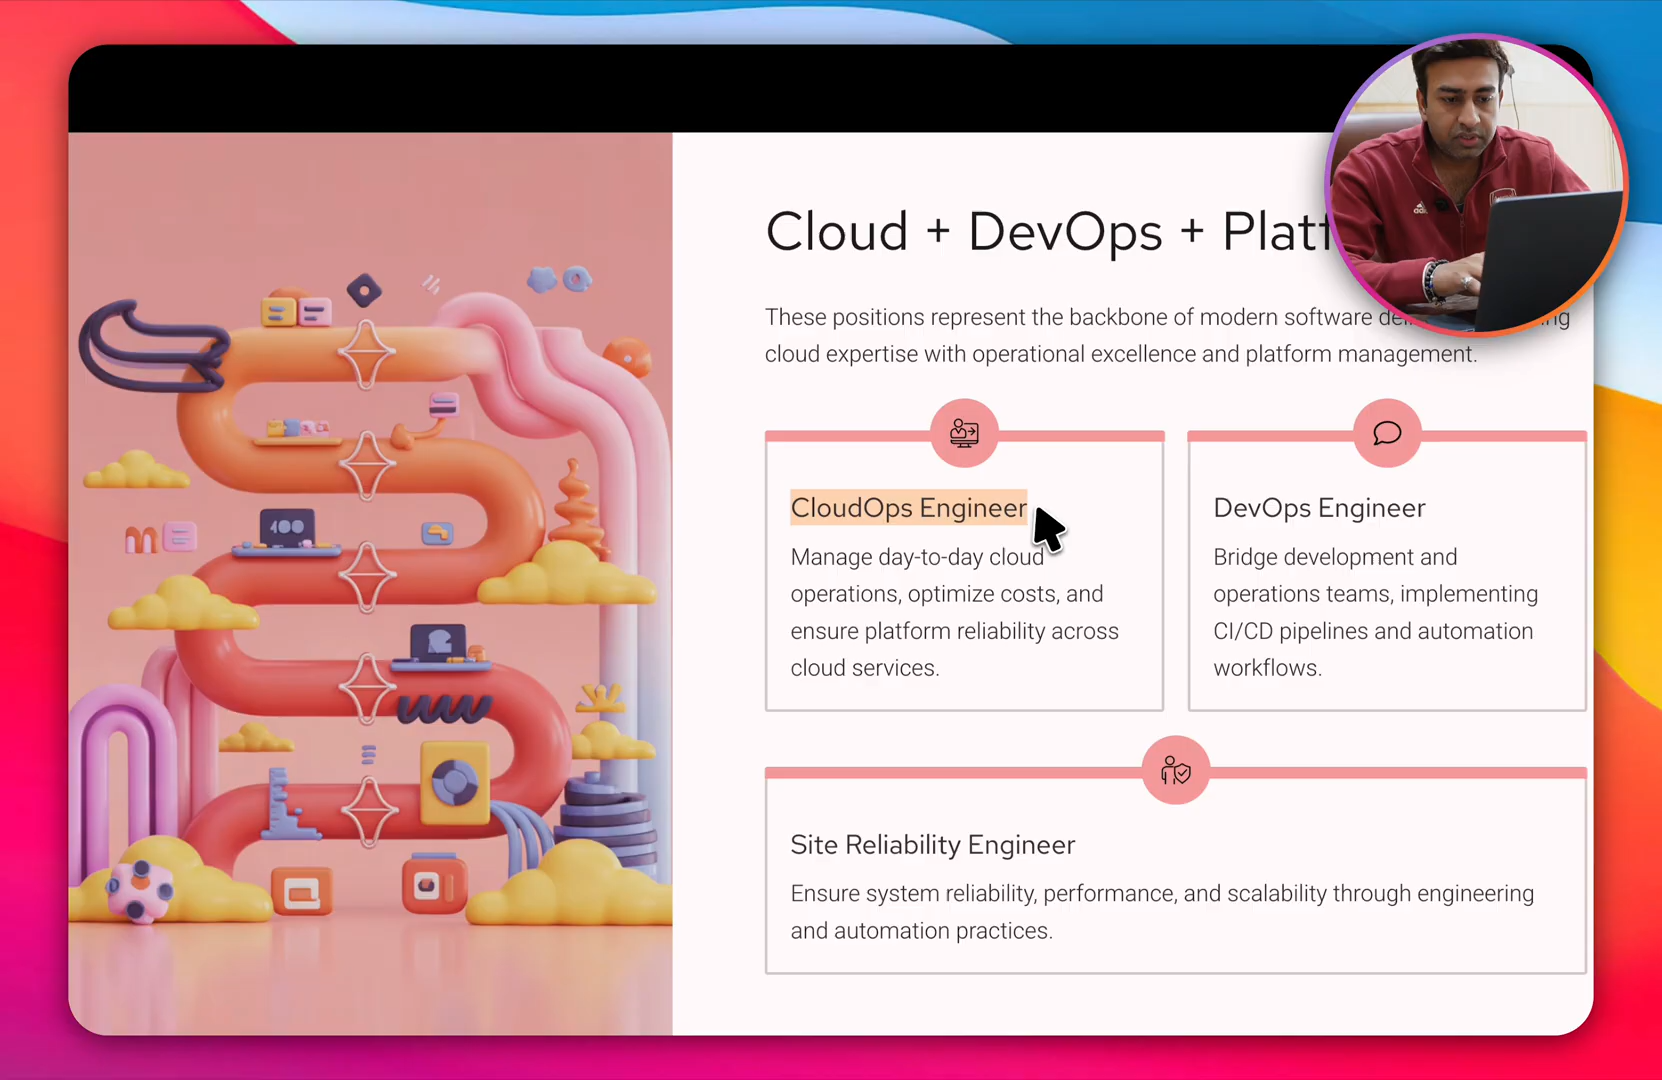 Cloud + DevOps +
These positions represent the backbone of modern software
cloud expertise with operational excellence and platform management.
CloudOps Engineer
Manage day-to-day cloud
operations, optimize costs, and
ensure platform reliability across
cloud services.
DevOps Engineer
Bridge development and
operations teams, implementing
CI/CD pipelines and automation
workflows.
Site Reliability Engineer
Ensure system reliability, performance, and scalability through engineering
and automation practices.